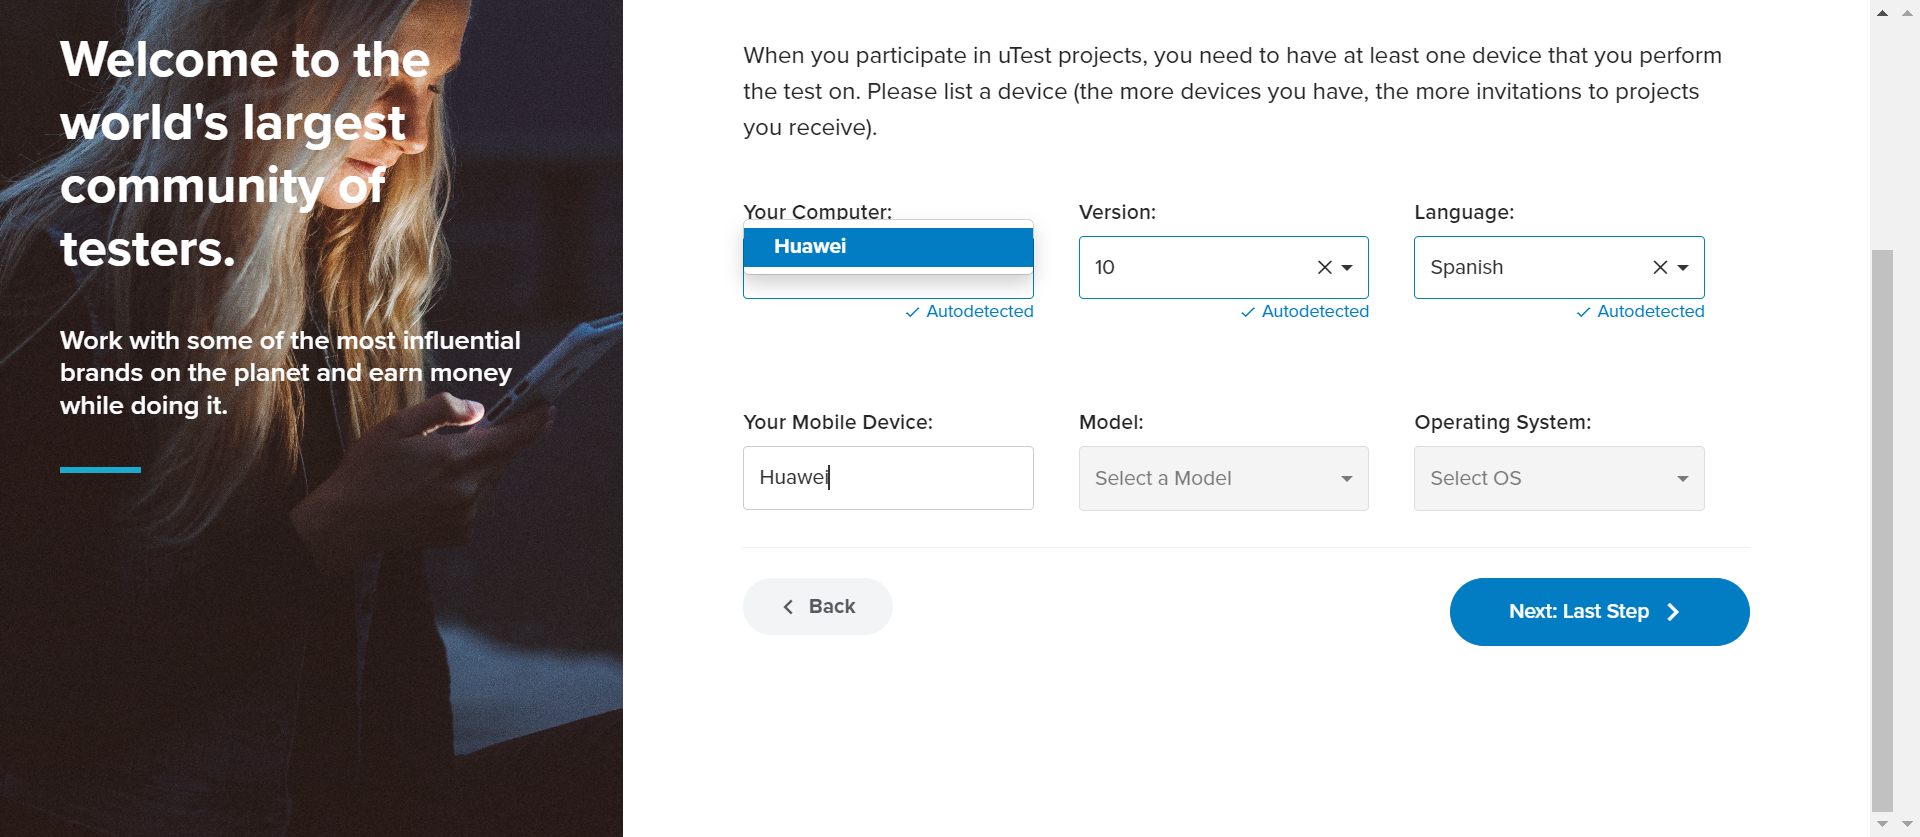 Welcome to the
world's largest
community of
testers.
Work with some of the most influential
brands on the planet and earn money
while doing it.
When you participate in uTest projects, you need to have at least one device that you perform
the test on. Please list a device (the more devices you have, the more invitations to projects
you receive).
Your Computer:
Version:
Language:
Huawei
10
Spanish
Autodetected
Autodetected
Autodetected
Your Mobile Device:
Model:
Operating System:
Huawei
Select a Model
Select OS
Back
Next: Last Step